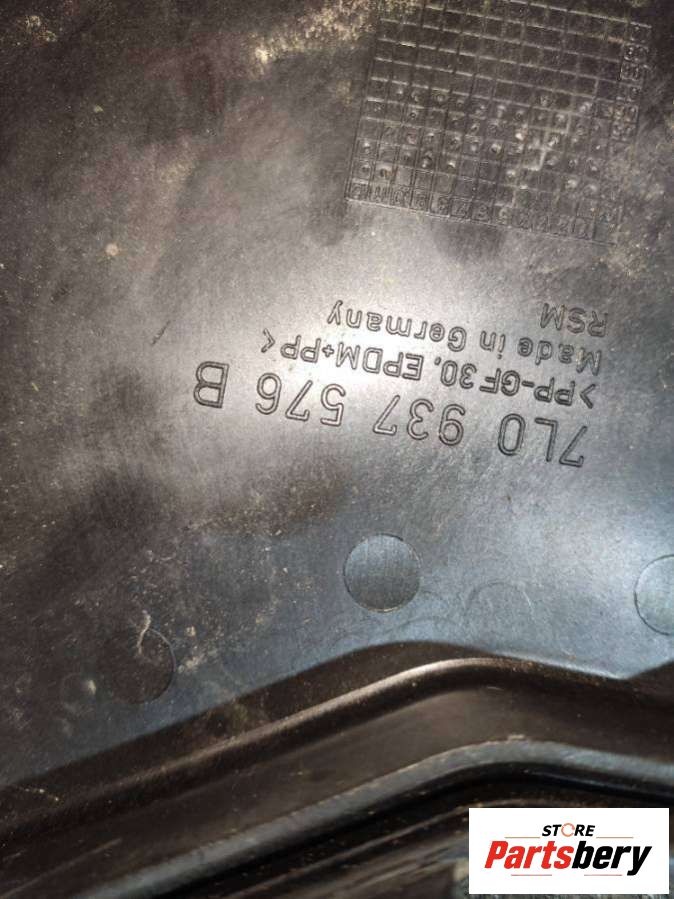 7L0 937 576 B
>PP-GF30, EPDM+PP<
Made in Germany
RSM
STORE
Partsbery